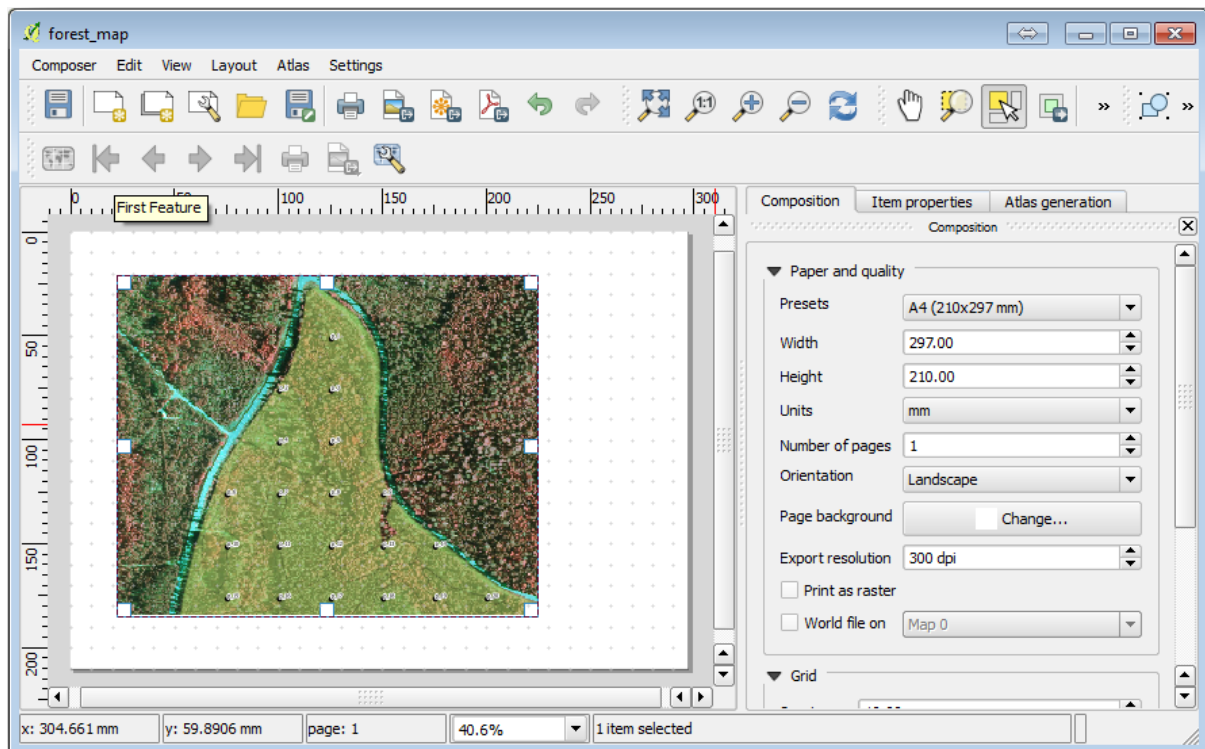 forest_map
Composer Edit View Layout Atlas Settings
1:1
» »
First Feature
0 50 100 150 200 250 300
0
50
100
150
200
Composition Item properties Atlas generation
Composition
Paper and quality
Presets A4 (210x297 mm)
Width 297.00
Height 210.00
Units mm
Number of pages 1
Orientation Landscape
Page background Change...
Export resolution 300 dpi
Print as raster
World file on Map 0
Grid
x: 304.661 mm y: 59.8906 mm page: 1 40.6% 1 item selected